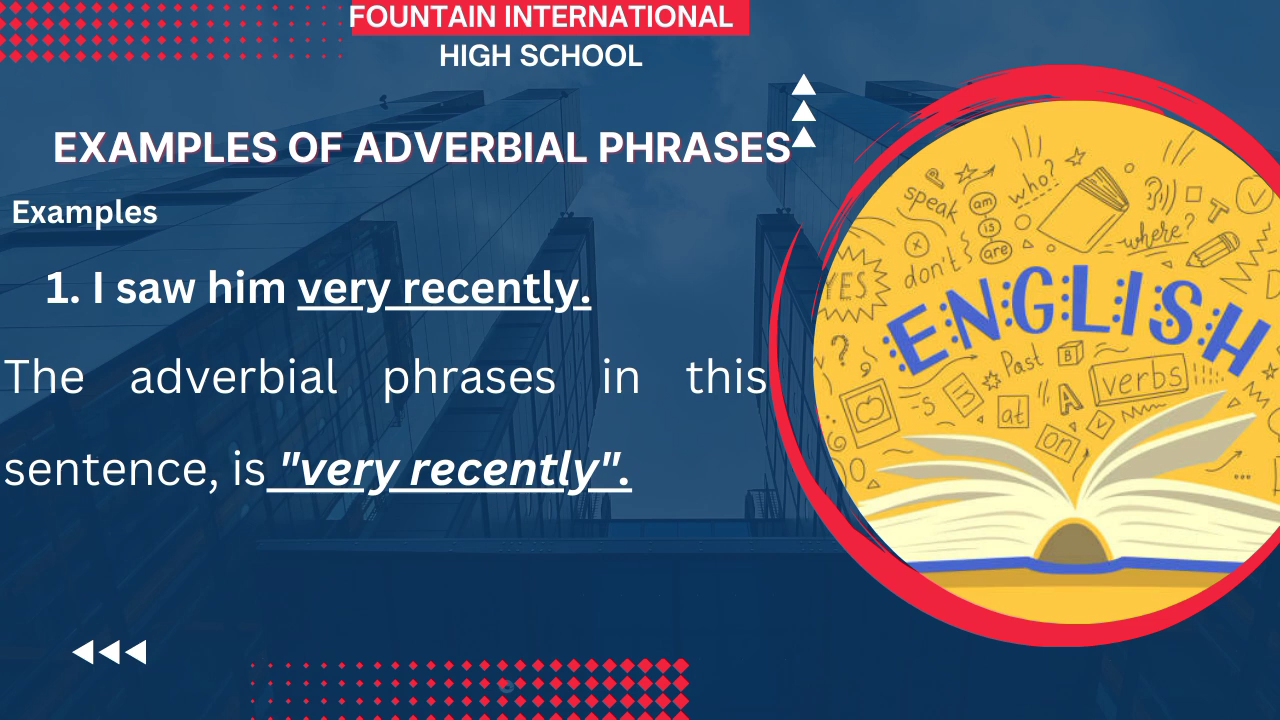 FOUNTAIN INTERNATIONAL
HIGH SCHOOL
EXAMPLES OF ADVERBIAL PHRASES
Examples
1. I saw him very recently.
The adverbial phrases in this
sentence, is "very recently".
speak
am
is
are
who?
don't
where?
YES
ENGLISH
?
Past
B
verbs
-s
at
A
on
T